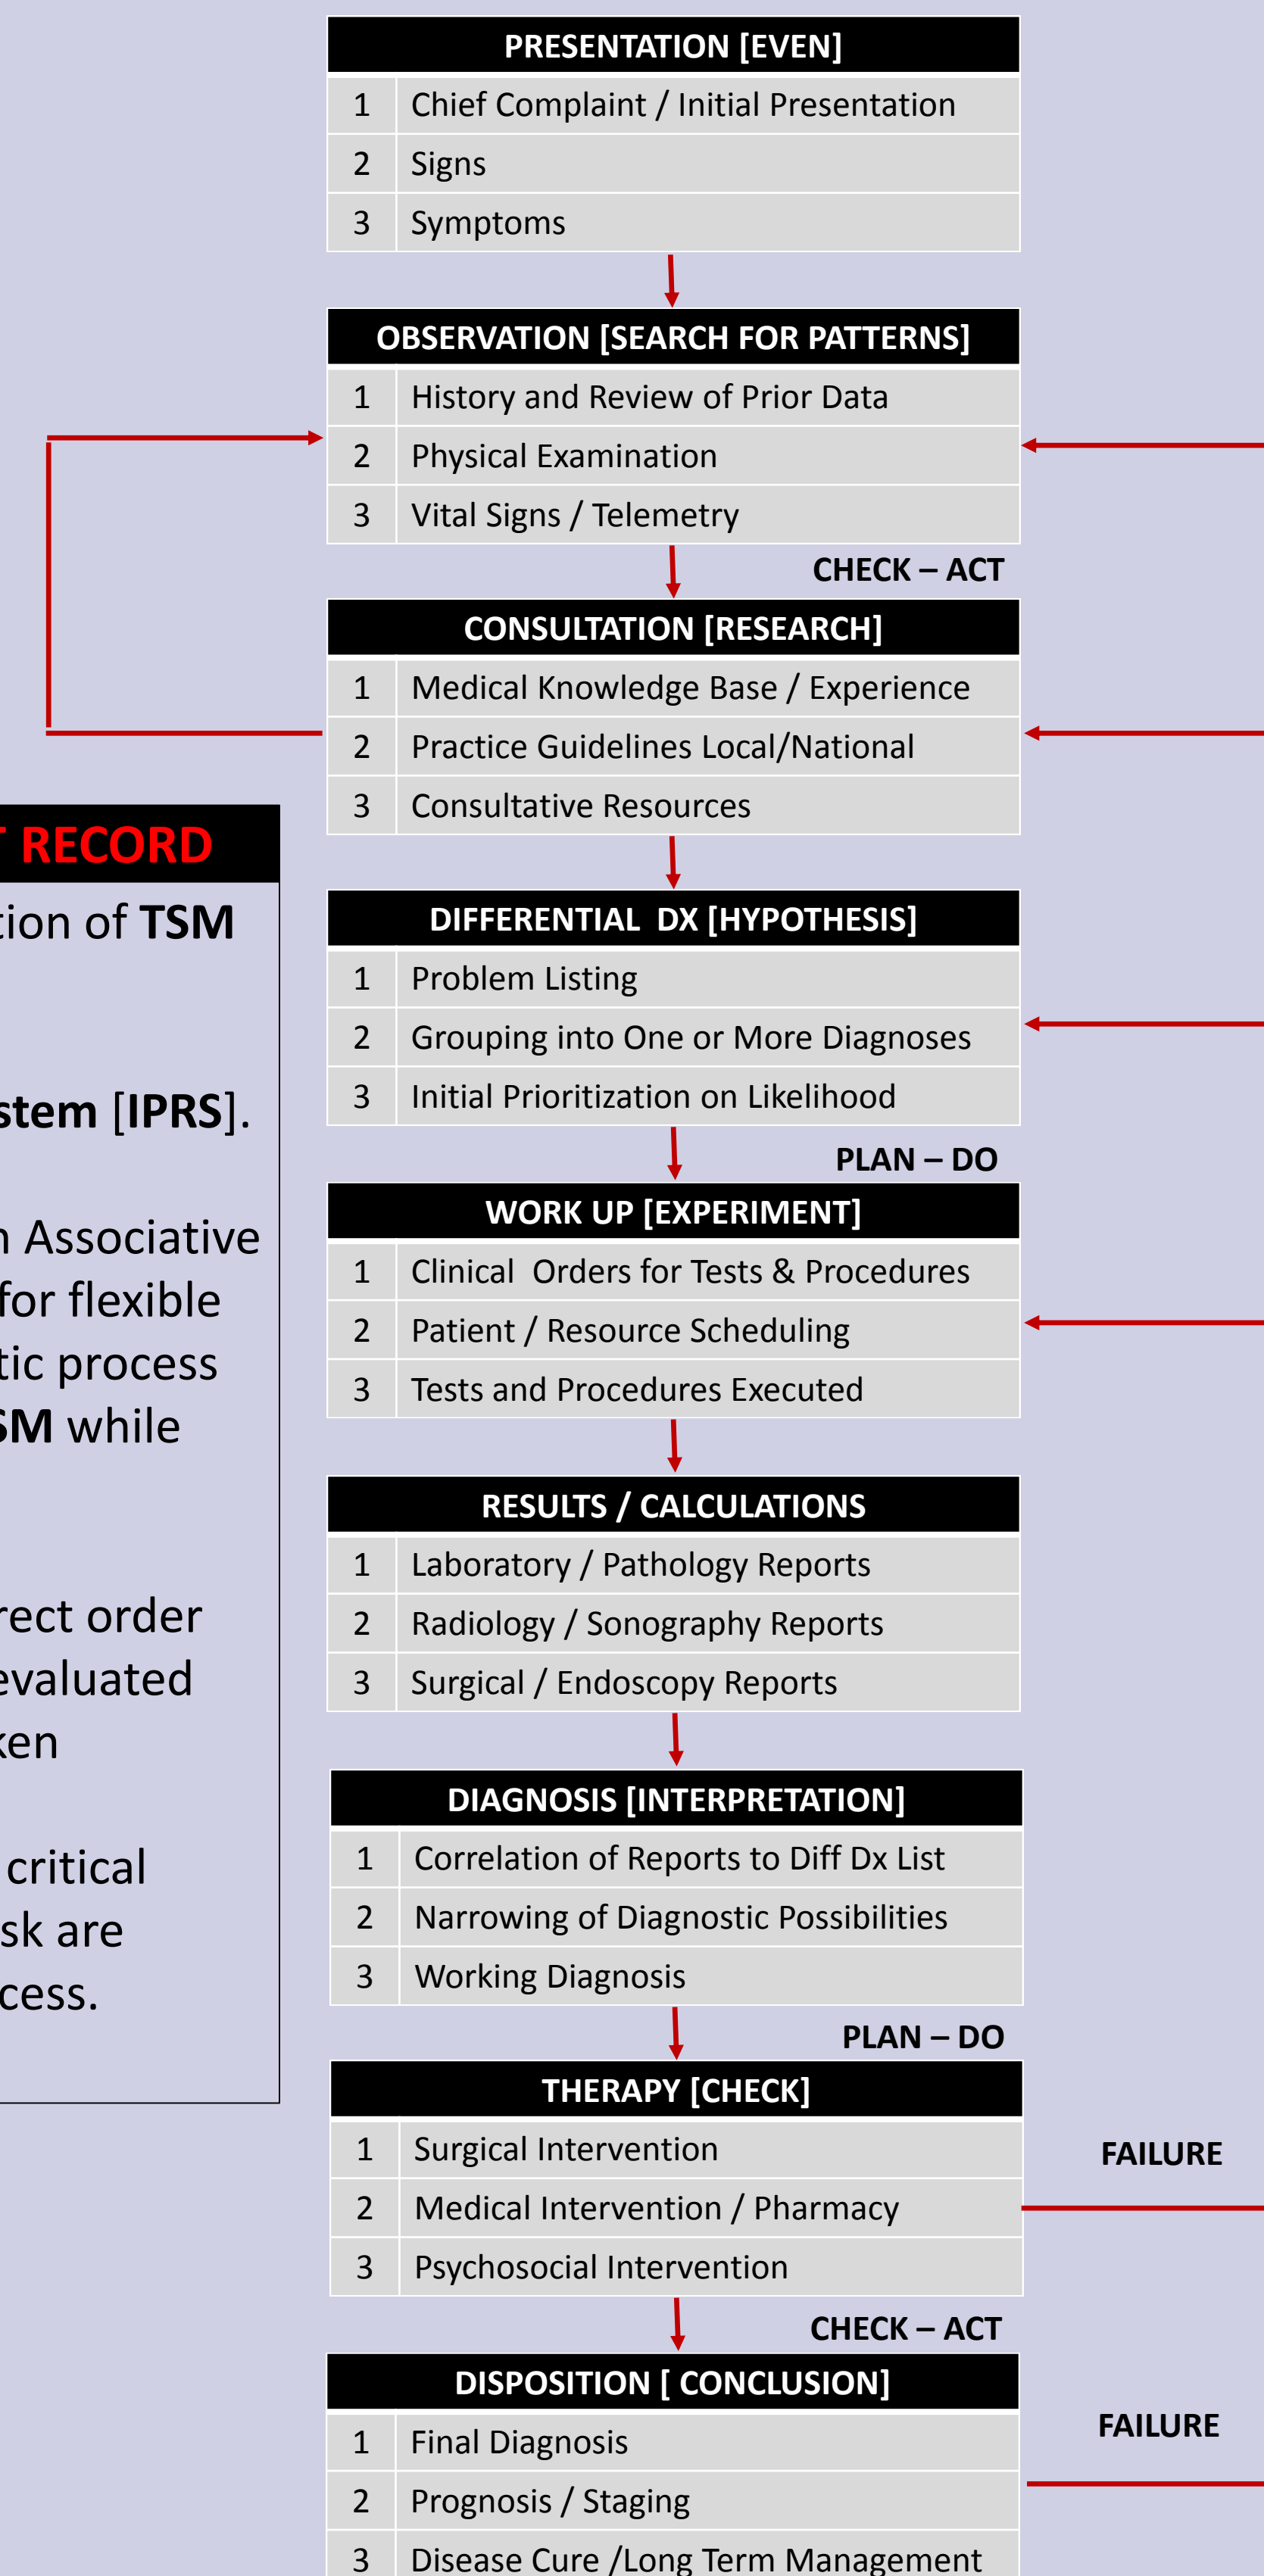 PRESENTATION [EVEN]
1 Chief Complaint / Initial Presentation
2 Signs
3 Symptoms
OBSERVATION [SEARCH FOR PATTERNS]
1 History and Review of Prior Data
2 Physical Examination
3 Vital Signs / Telemetry
CHECK – ACT
CONSULTATION [RESEARCH]
1 Medical Knowledge Base / Experience
2 Practice Guidelines Local/National
3 Consultative Resources
RECORD
of TSM
[IPRS].
Associative
for flexible
process
while
order
evaluated
critical
are
DIFFERENTIAL DX [HYPOTHESIS]
1 Problem Listing
2 Grouping into One or More Diagnoses
3 Initial Prioritization on Likelihood
PLAN – DO
WORK UP [EXPERIMENT]
1 Clinical Orders for Tests & Procedures
2 Patient / Resource Scheduling
3 Tests and Procedures Executed
RESULTS / CALCULATIONS
1 Laboratory / Pathology Reports
2 Radiology / Sonography Reports
3 Surgical / Endoscopy Reports
DIAGNOSIS [INTERPRETATION]
1 Correlation of Reports to Diff Dx List
2 Narrowing of Diagnostic Possibilities
3 Working Diagnosis
PLAN – DO
THERAPY [CHECK]
1 Surgical Intervention
2 Medical Intervention / Pharmacy
3 Psychosocial Intervention
FAILURE
CHECK – ACT
DISPOSITION [ CONCLUSION]
1 Final Diagnosis
2 Prognosis / Staging
3 Disease Cure /Long Term Management
FAILURE